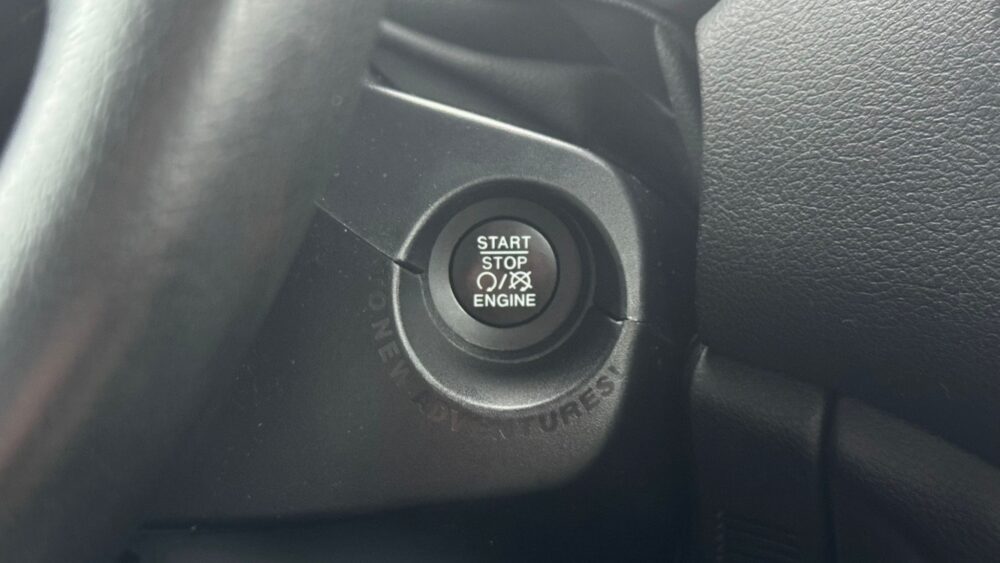 START
STOP
ENGINE
O NEW ADVENTURES!